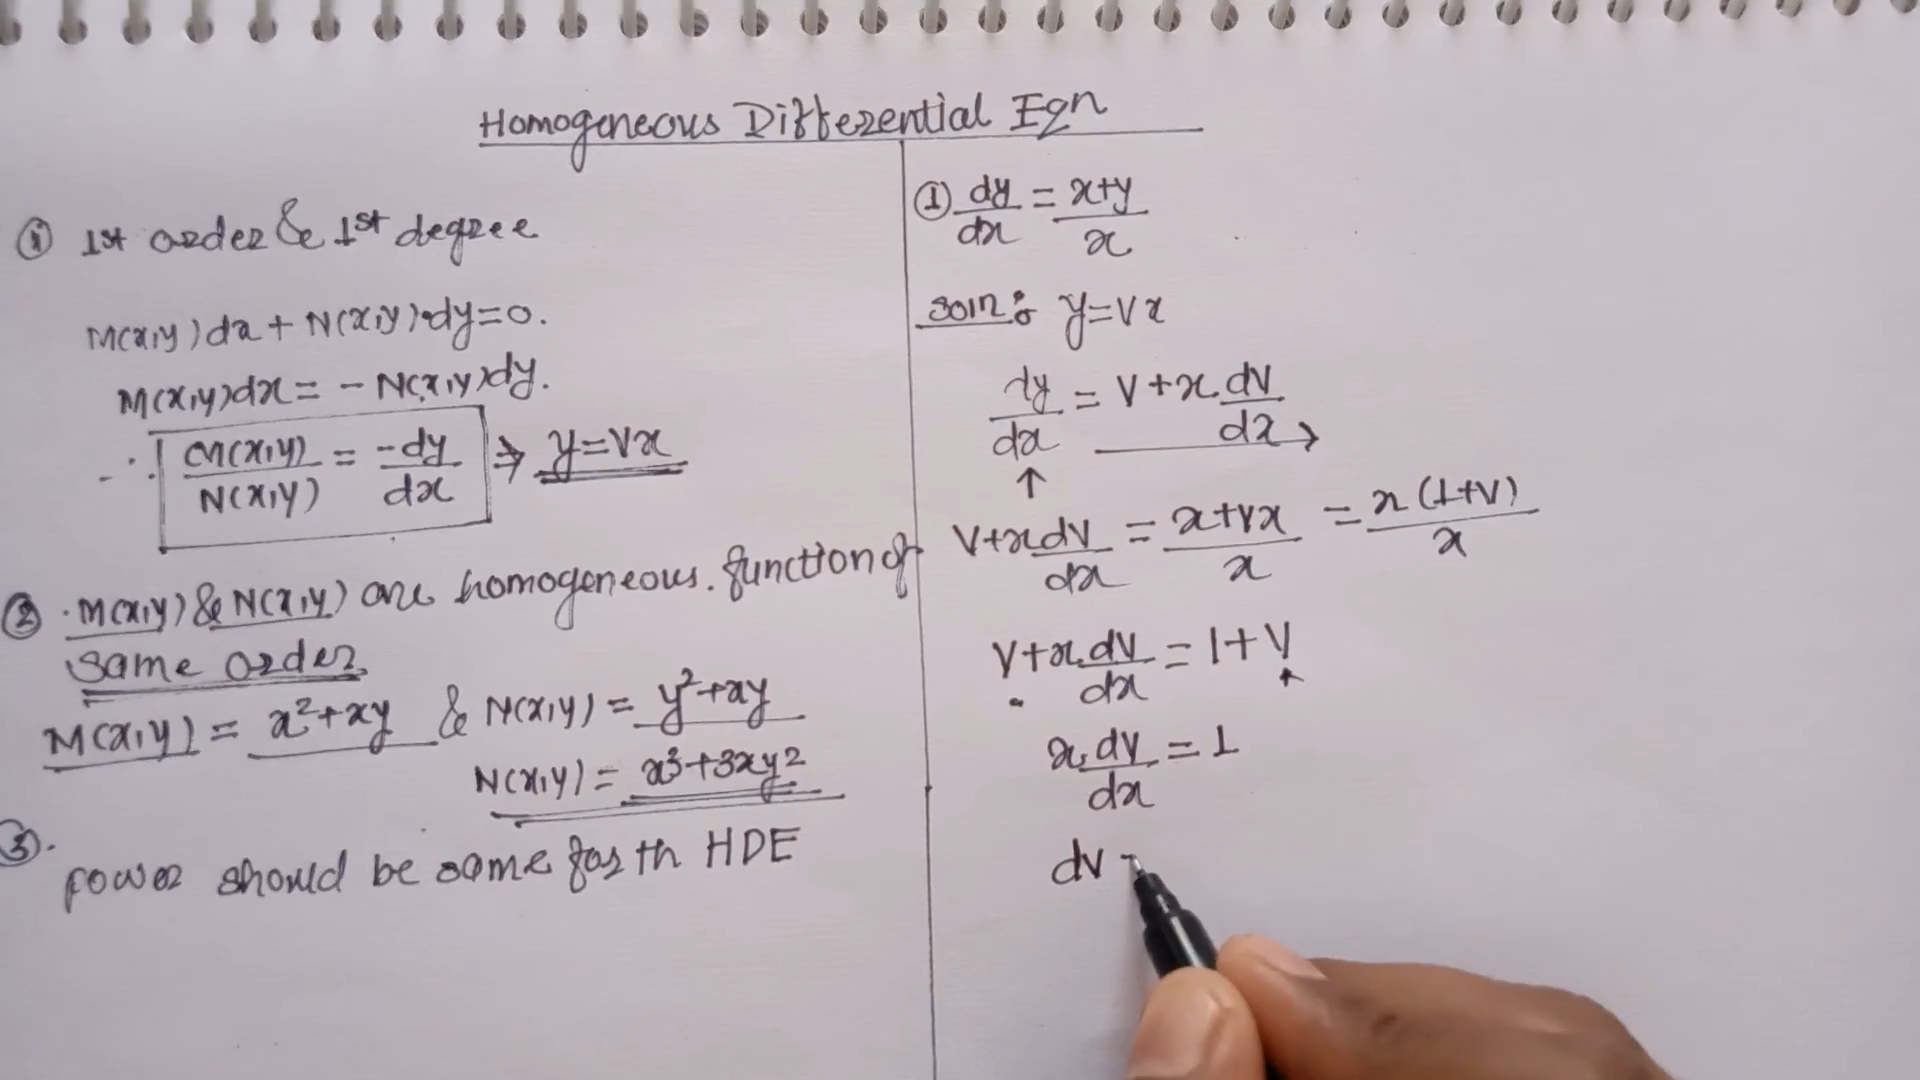 Homogeneous Differential Eqn
① 1st order & 1st degree
M(x,y)dx + N(x,y).dy=0.
M(x,y)dx = - N(x,y)dy.
M(x,y)/N(x,y) = -dy/dx ⇒ y=vx
② M(x,y) & N(x,y) are homogeneous. function of
same order
M(x,y) = x²+xy & N(x,y) = y²+xy
N(x,y) = x³+3xy²
③. power should be same for th HDE
① dy/dx = x+y/x
soln: y=vx
dy/dx = v+x.dv/dx →
↑
v+xdv/dx = x+vx/x = x(1+v)/x
v+x.dv/dx = 1+v
x.dv/dx = 1
dv